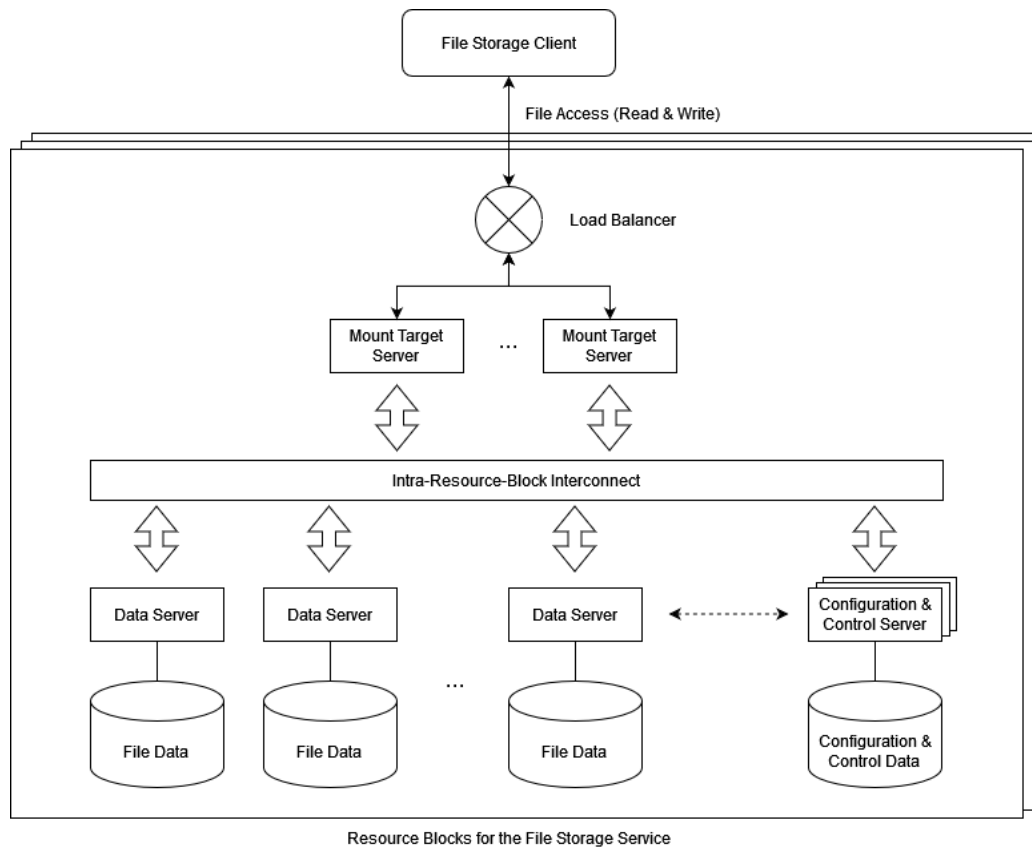 File Storage Client
File Access (Read & Write)
Load Balancer
Mount Target
Server
...
Mount Target
Server
Intra-Resource-Block Interconnect
Data Server
Data Server
Data Server
Configuration &
Control Server
...
File Data
File Data
File Data
Configuration &
Control Data
Resource Blocks for the File Storage Service